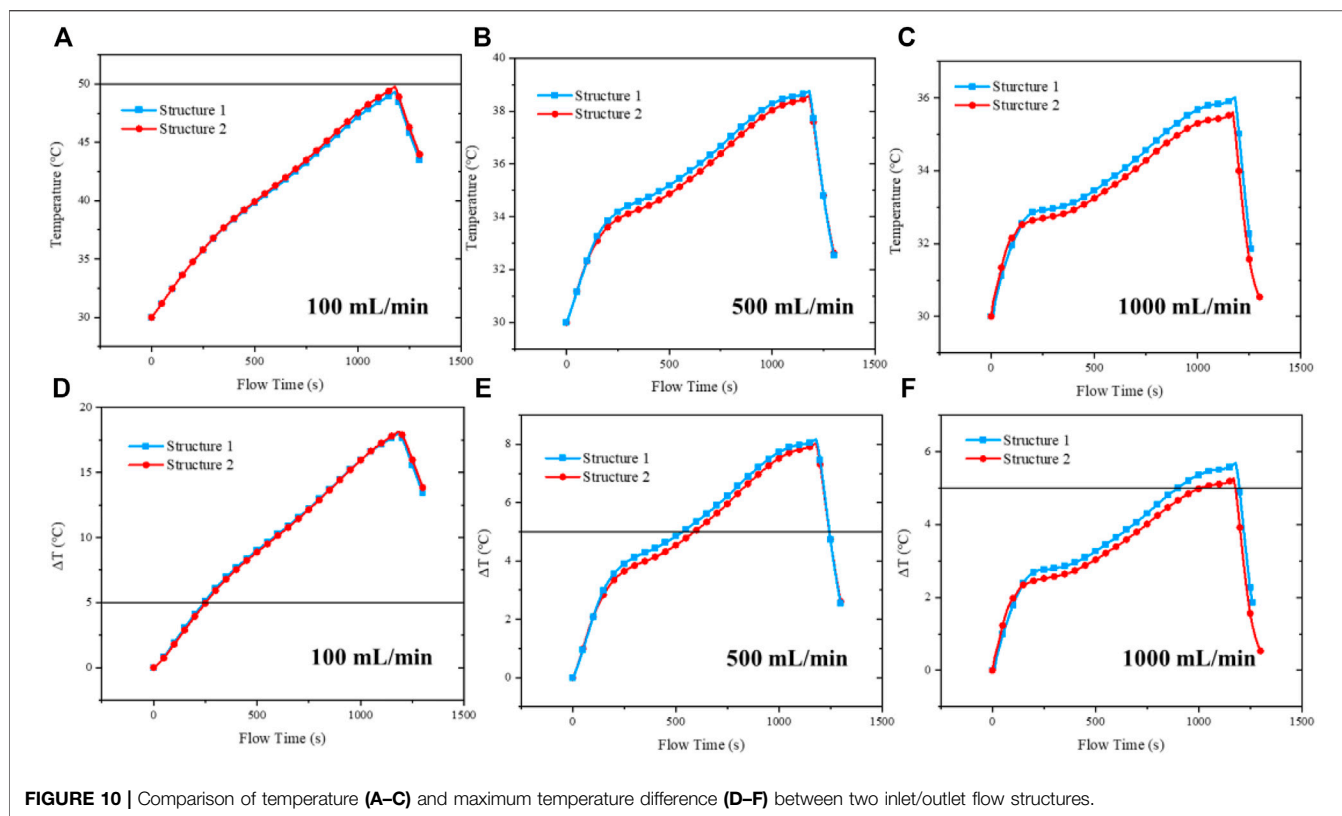 A
Temperature (°C)
50
45
40
35
30
Structure 1
Structure 2
100 mL/min
0
500
1000
1500
Flow Time (s)
B
Temperature (°C)
40
38
36
34
32
30
Structure 1
Structure 2
500 mL/min
0
500
1000
1500
Flow Time (s)
C
Temperature (°C)
36
34
32
30
Sturcture 1
Sturcture 2
1000 mL/min
0
500
1000
1500
Flow Time (s)
D
ΔT (°C)
20
15
10
5
0
Structure 1
Structure 2
100 mL/min
0
500
1000
1500
Flow Time (s)
E
ΔT (°C)
8
6
4
2
0
Structure 1
Structure 2
500 mL/min
0
500
1000
1500
Flow Time (s)
F
ΔT (°C)
6
4
2
0
Structure 1
Structure 2
1000 mL/min
0
500
1000
1500
Flow Time (s)
FIGURE 10 | Comparison of temperature (A–C) and maximum temperature difference (D–F) between two inlet/outlet flow structures.